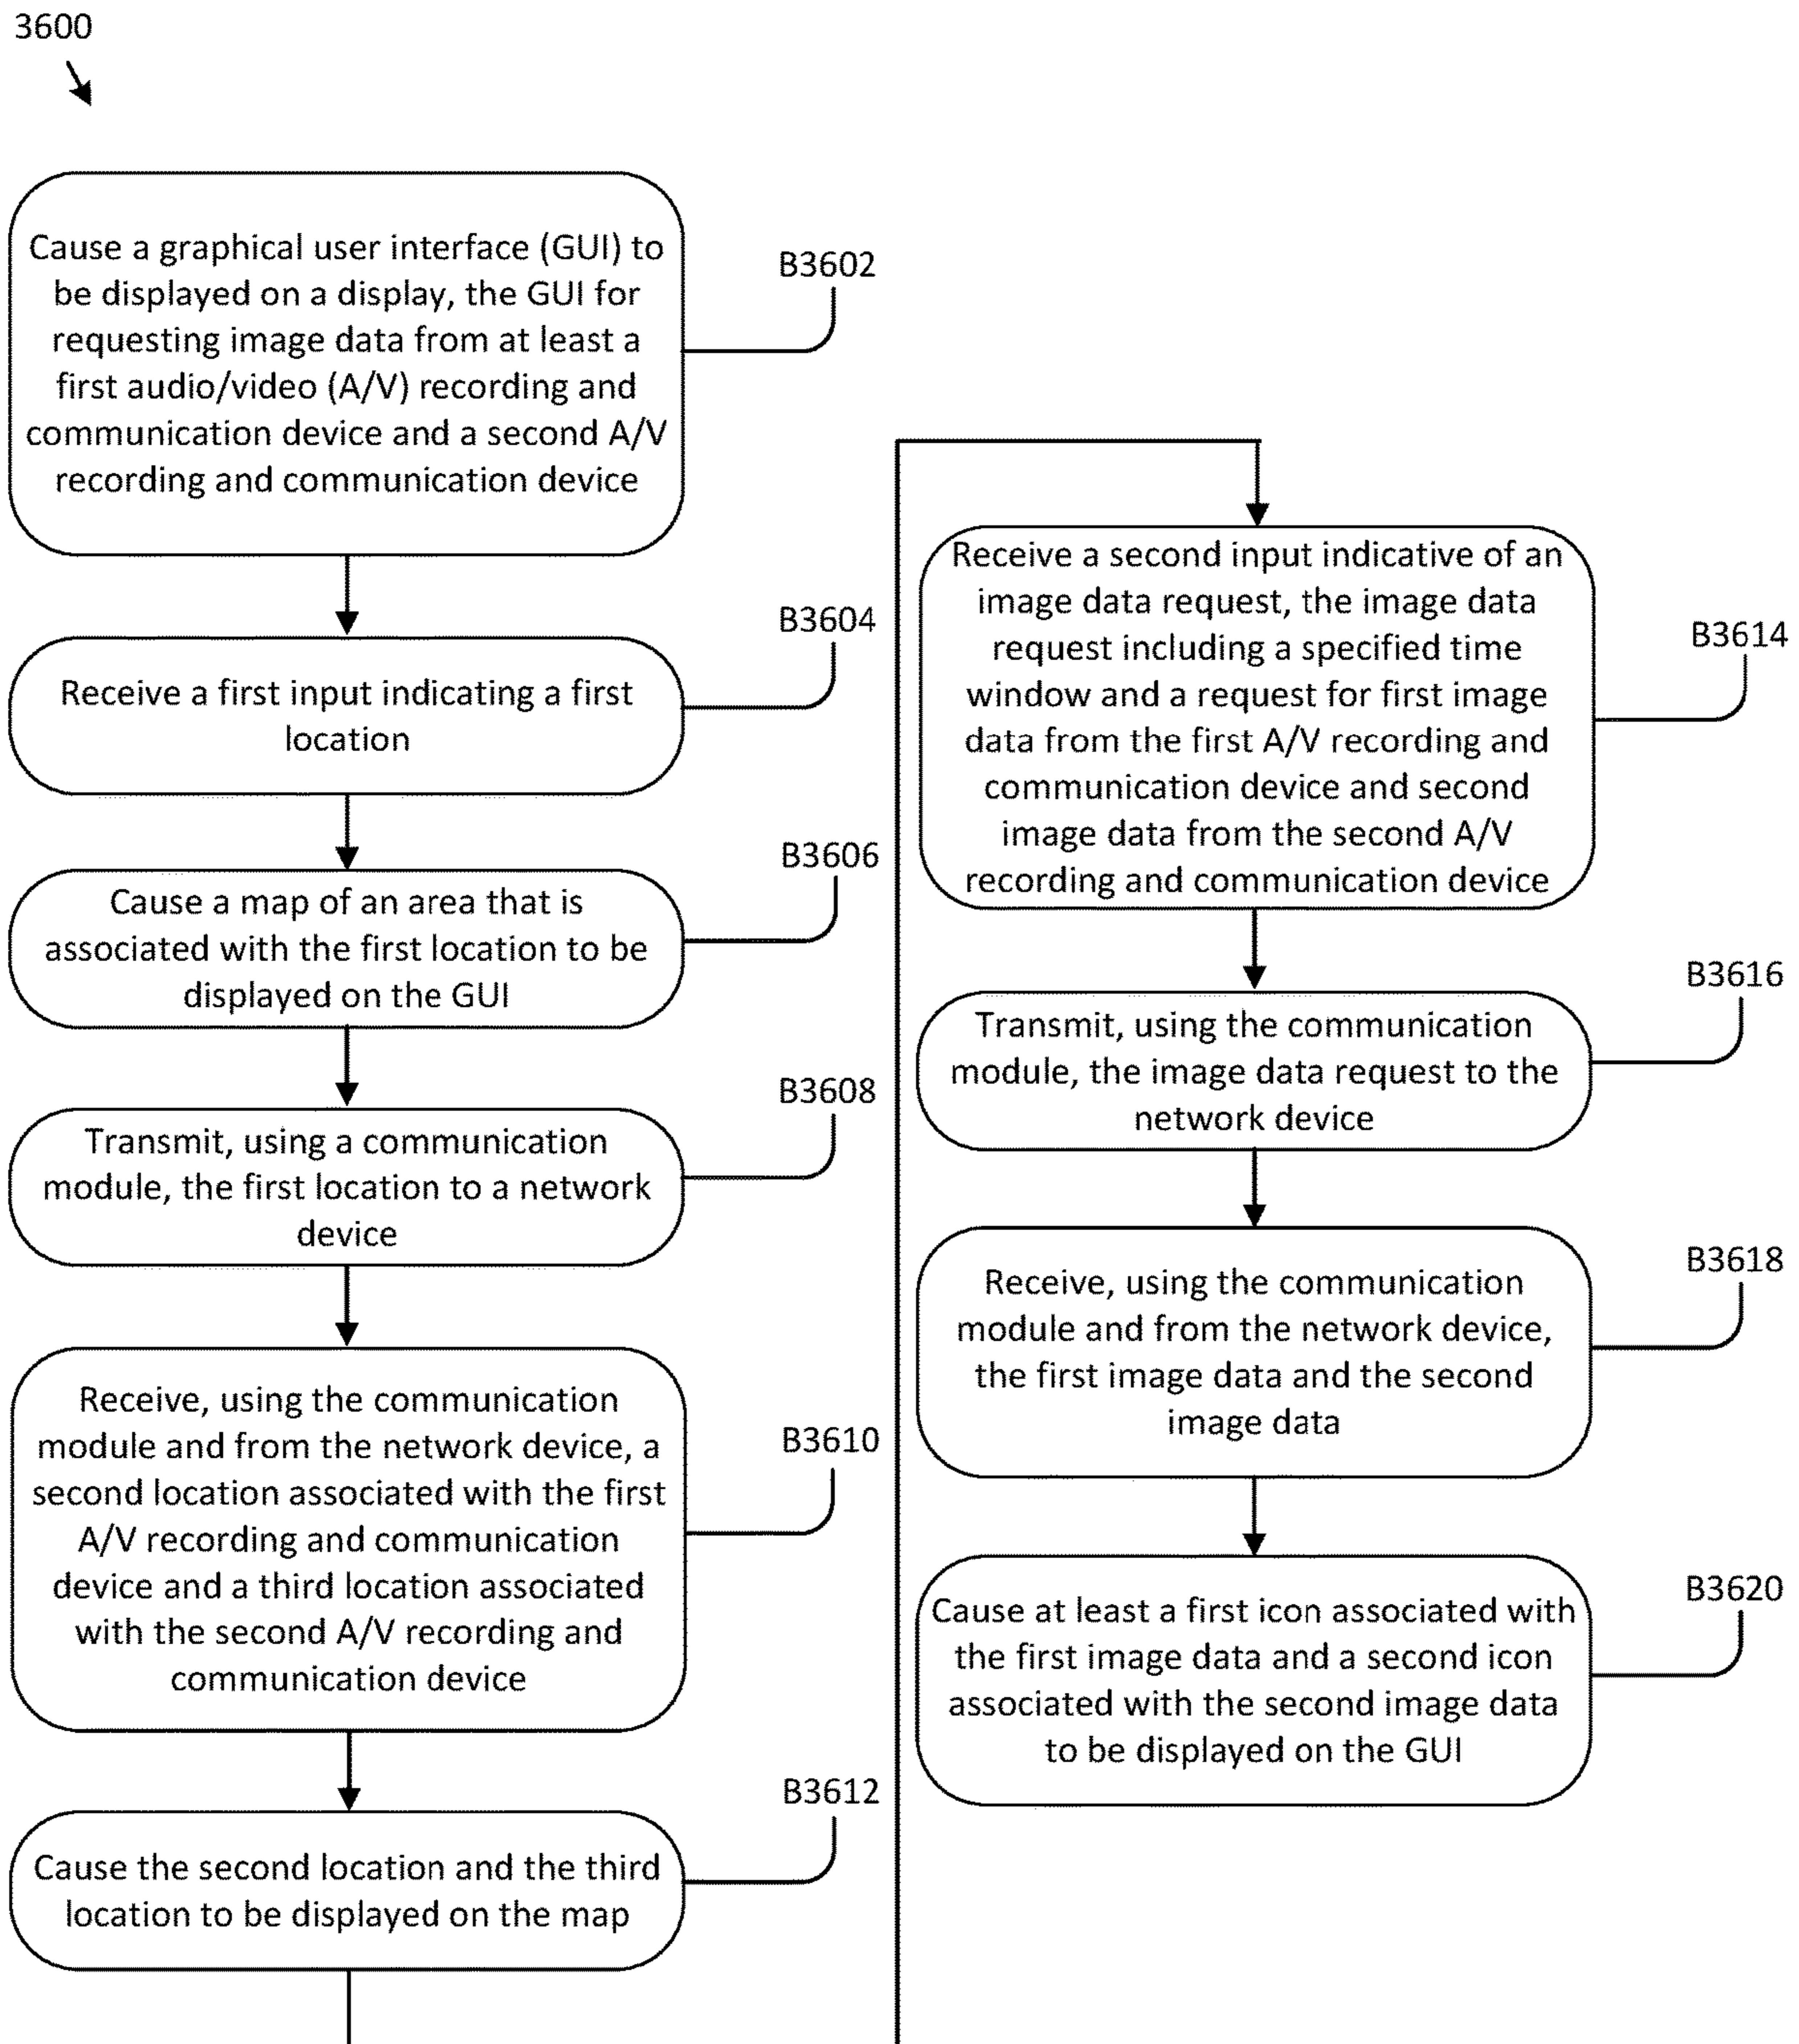 3600
Cause a graphical user interface (GUI) to
be displayed on a display, the GUI for
requesting image data from at least a
first audio/video (A/V) recording and
communication device and a second A/V
recording and communication device
B3602
Receive a first input indicating a first
location
B3604
Cause a map of an area that is
associated with the first location to be
displayed on the GUI
B3606
Transmit, using a communication
module, the first location to a network
device
B3608
Receive, using the communication
module and from the network device, a
second location associated with the first
A/V recording and communication
device and a third location associated
with the second A/V recording and
communication device
B3610
Cause the second location and the third
location to be displayed on the map
B3612
Receive a second input indicative of an
image data request, the image data
request including a specified time
window and a request for first image
data from the first A/V recording and
communication device and second
image data from the second A/V
recording and communication device
B3614
Transmit, using the communication
module, the image data request to the
network device
B3616
Receive, using the communication
module and from the network device,
the first image data and the second
image data
B3618
Cause at least a first icon associated with
the first image data and a second icon
associated with the second image data
to be displayed on the GUI
B3620